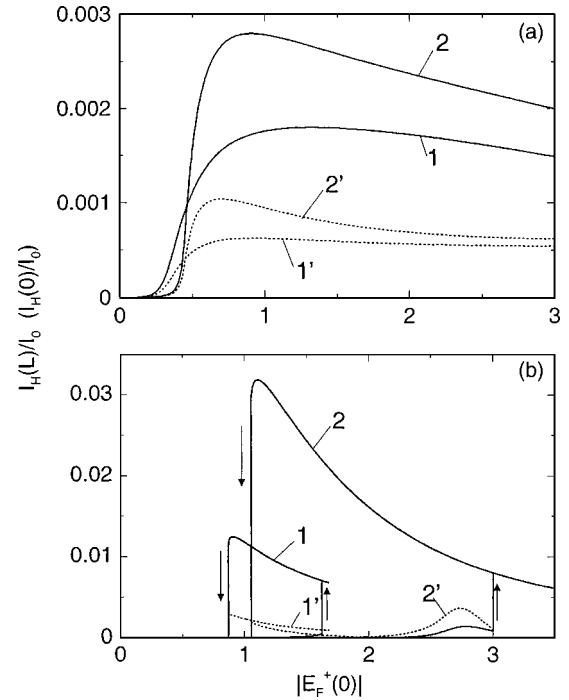 (a)
0.003
0.002
0.001
0
2
1
2'
1'
0 1 2 3
I_H(L)/I_0 (I_H(0)/I_0)
(b)
0.03
0.02
0.01
0
2
1
1'
2'
0 1 2 3
|E_F^+(0)|